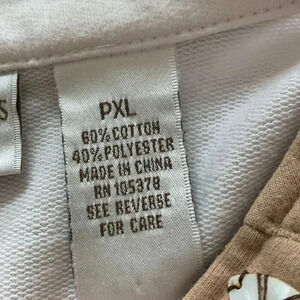 S
PXL
60% COTTON
40% POLYESTER
MADE IN CHINA
RN 105378
SEE REVERSE
FOR CARE